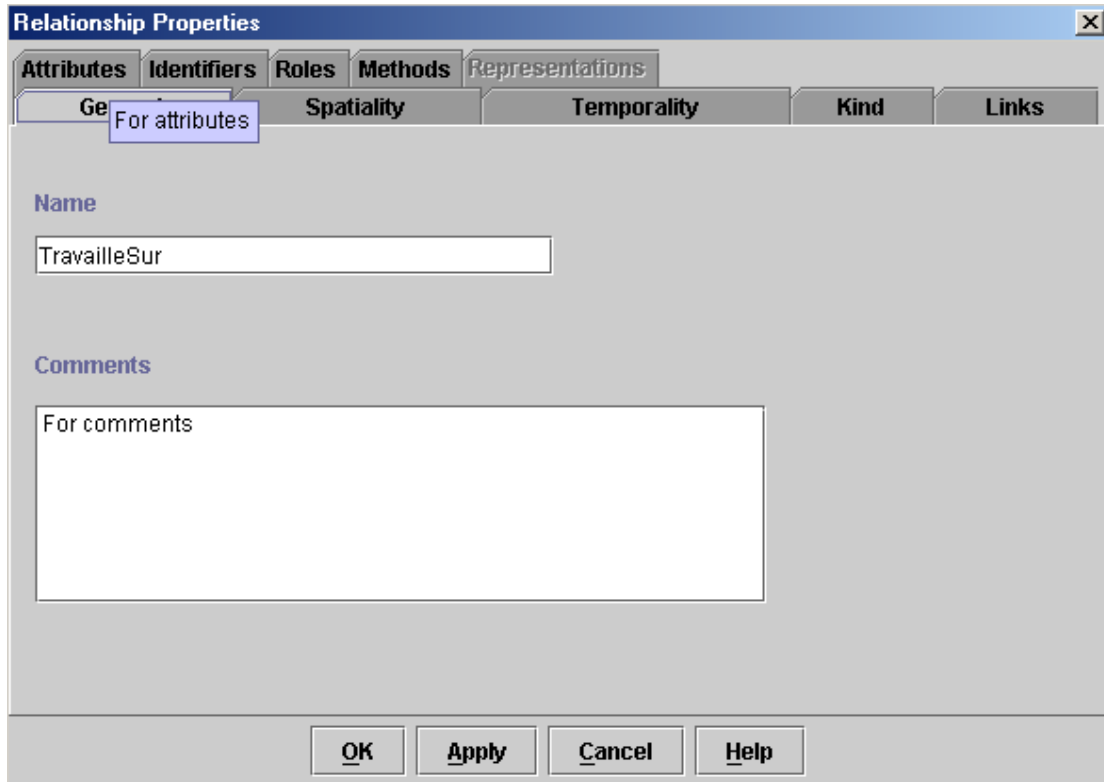 Relationship Properties
Attributes Identifiers Roles Methods Representations
Spatiality Temporality Kind Links
For attributes
Name
TravailleSur
Comments
For comments
OK Apply Cancel Help